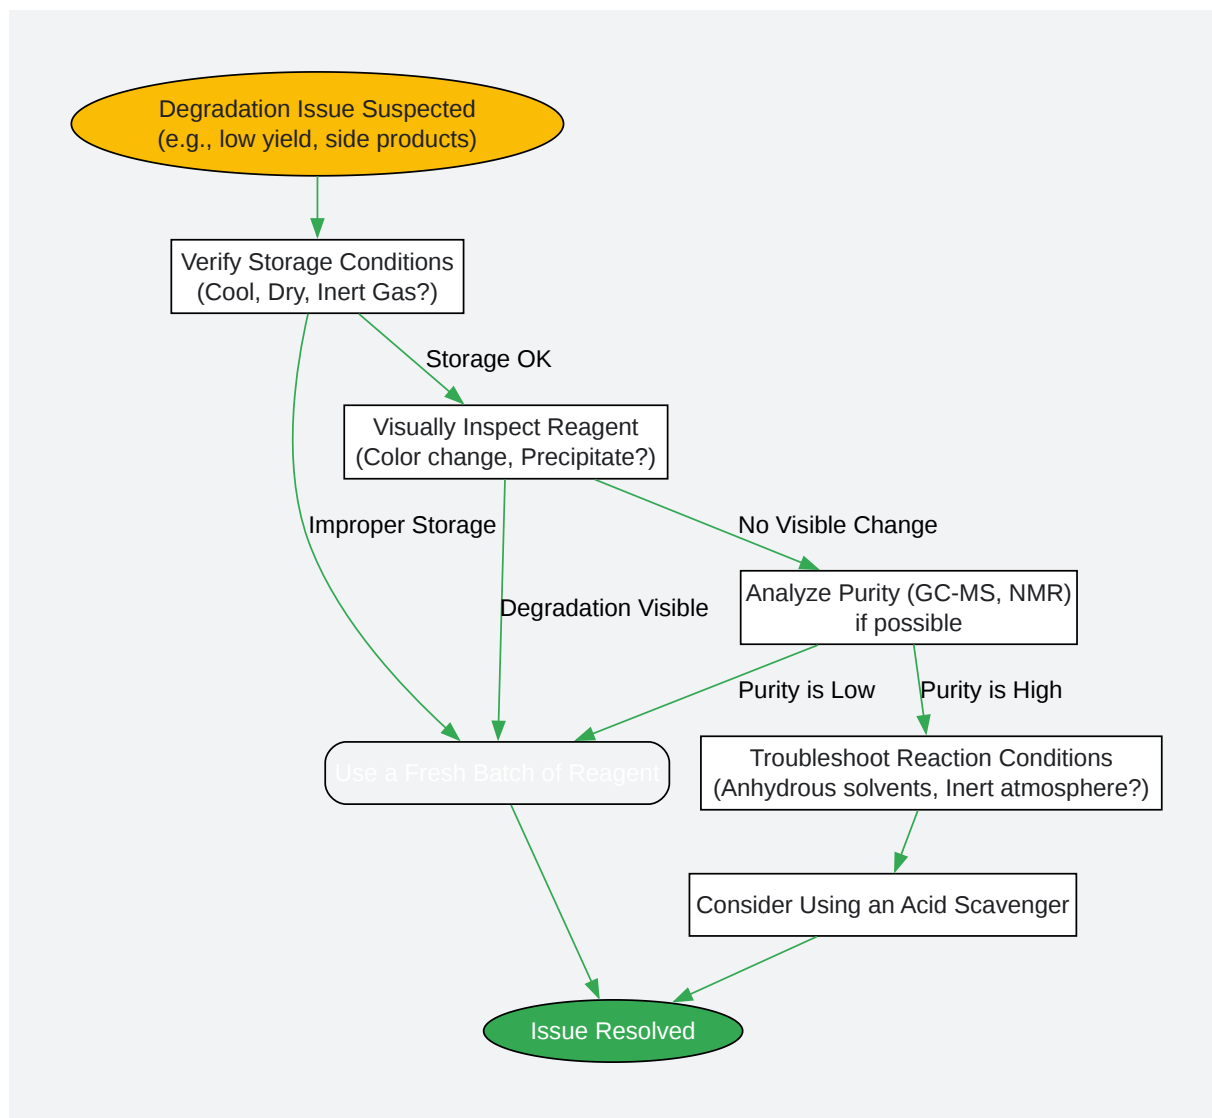 Degradation Issue Suspected
(e.g., low yield, side products)
Verify Storage Conditions
(Cool, Dry, Inert Gas?)
Storage OK
Visually Inspect Reagent
(Color change, Precipitate?)
Improper Storage
No Visible Change
Analyze Purity (GC-MS, NMR)
if possible
Degradation Visible
Purity is Low
Purity is High
Use a Fresh Batch of Reagent
Troubleshoot Reaction Conditions
(Anhydrous solvents, Inert atmosphere?)
Consider Using an Acid Scavenger
Issue Resolved